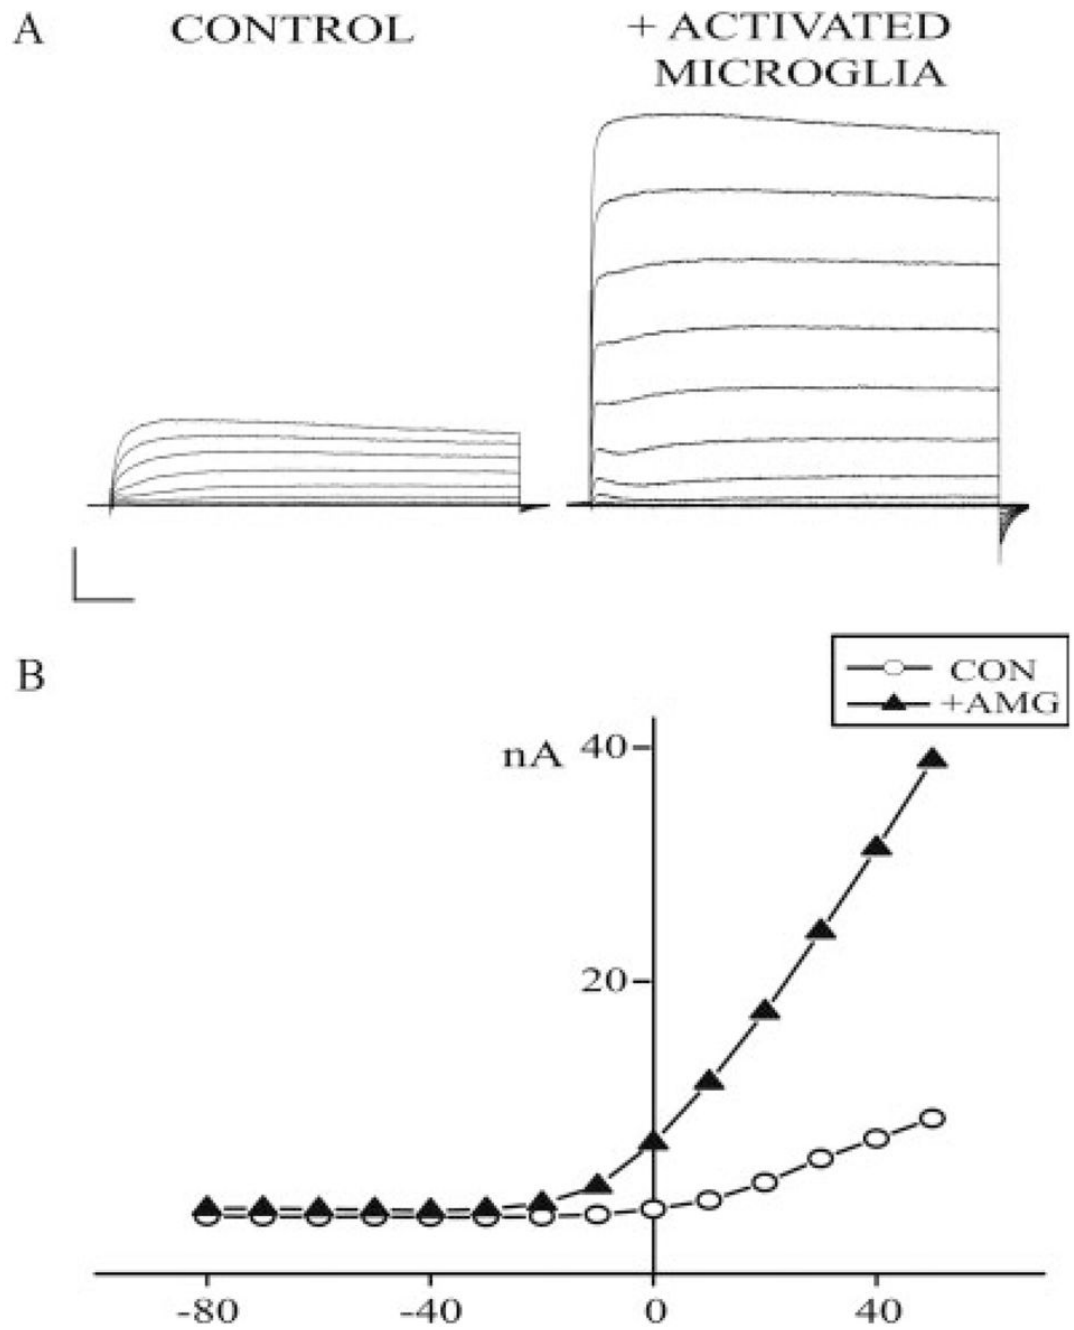 A
CONTROL
+ ACTIVATED
MICROGLIA
B
CON
+AMG
nA
40
20
-80
-40
0
40